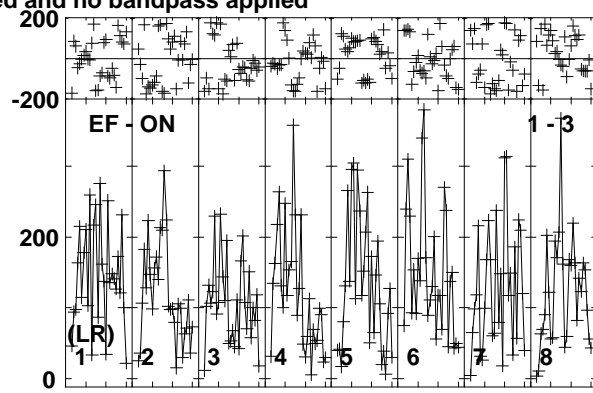 ed and no bandpass applied
200
-200
EF - ON 1 - 3
200
(LR)
1 2 3 4 5 6 7 8
0